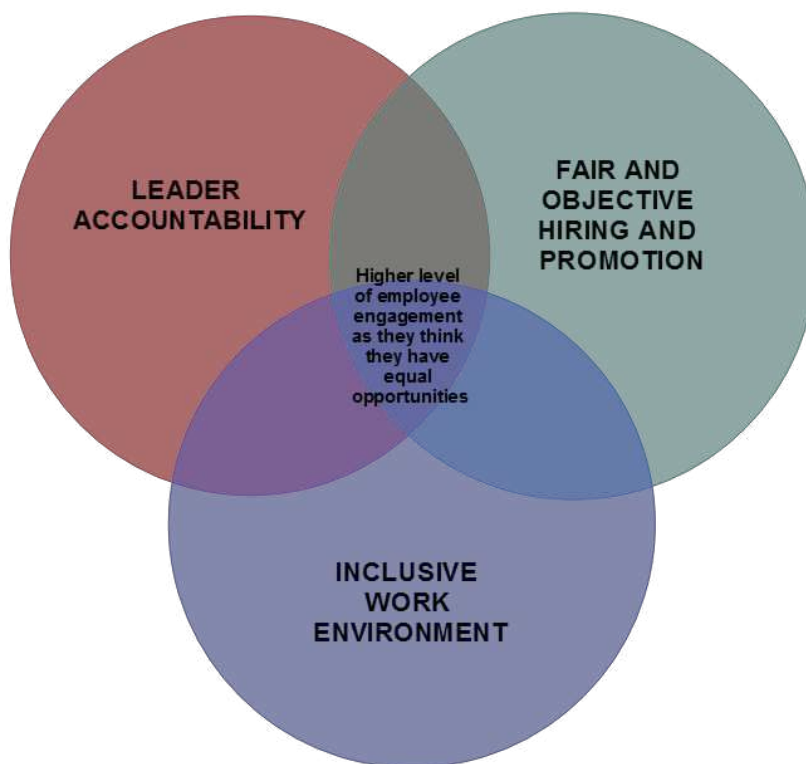 LEADER
ACCOUNTABILITY
FAIR AND
OBJECTIVE
HIRING AND
PROMOTION
Higher level
of employee
engagement
as they think
they have
equal
opportunities
INCLUSIVE
WORK
ENVIRONMENT